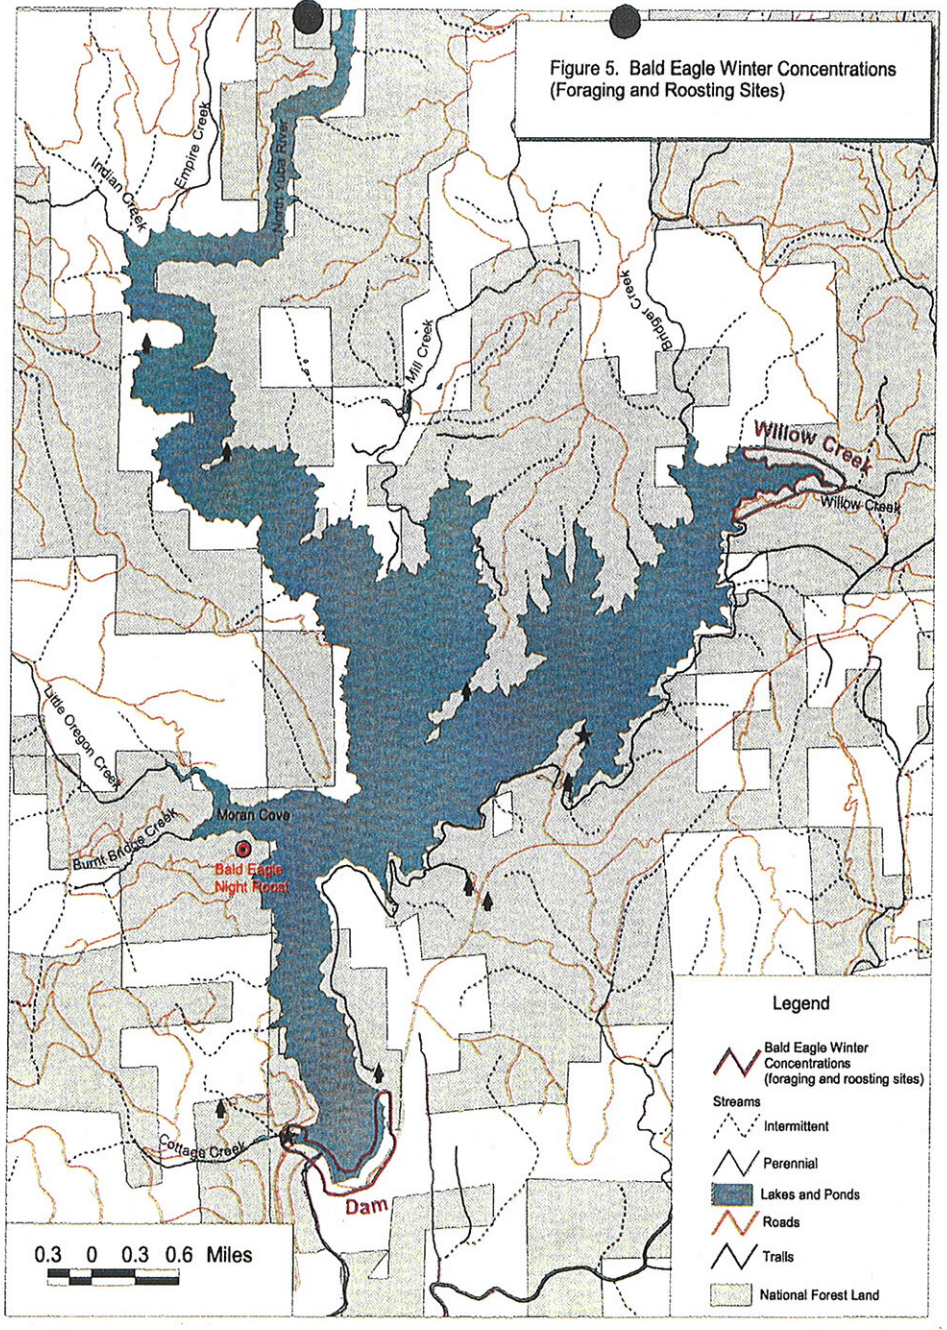 Figure 5. Bald Eagle Winter Concentrations
(Foraging and Roosting Sites)
Indian Creek
Empire Creek
North Yuba River
Mill Creek
Bridger Creek
Willow Creek
Willow Creek
Little Oregon Creek
Burnt Bridge Creek
Moran Cove
Bald Eagle
Night Roost
Cottage Creek
Dam
0.3 0 0.3 0.6 Miles
Legend
Bald Eagle Winter
Concentrations
(foraging and roosting sites)
Streams
Intermittent
Perennial
Lakes and Ponds
Roads
Trails
National Forest Land